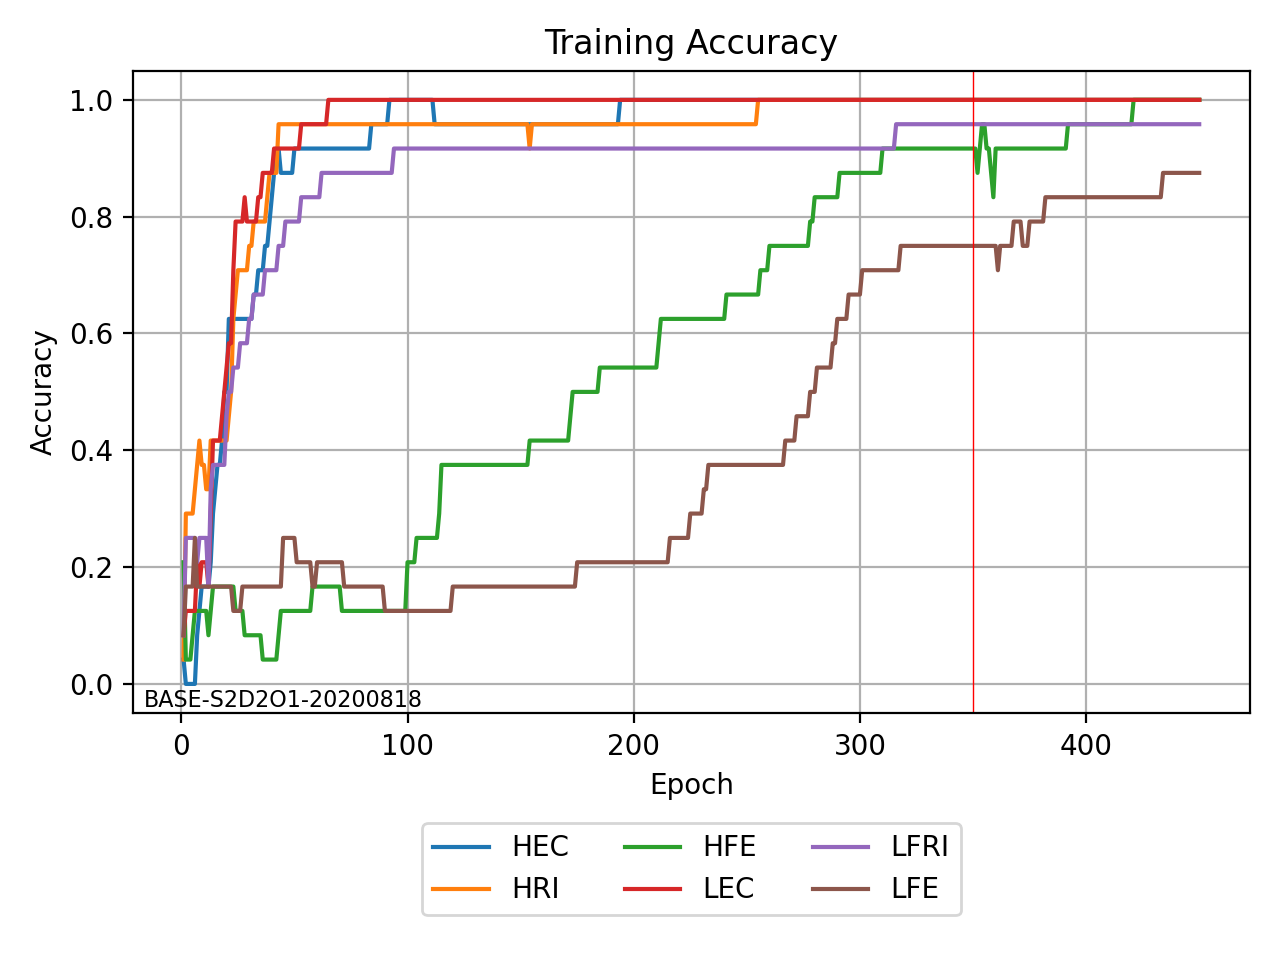 Training Accuracy
1.0
0.8
0.6
0.4
0.2
0.0
Accuracy
BASE-S2D2O1-20200818
0 100 200 300 400
Epoch
HEC HFE LFRI
HRI LEC LFE